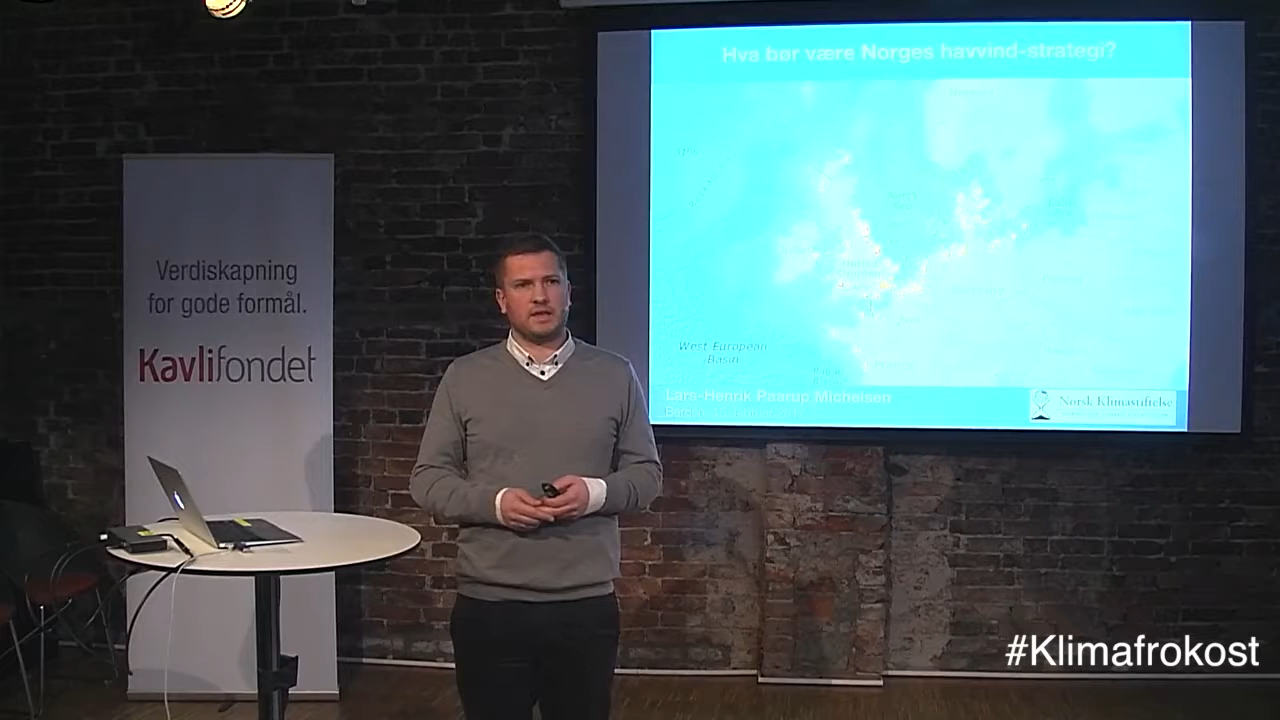 Hva bør være Norges havvind-strategi?
West European
Basin
Lars-Henrik Paarup Michelsen
Norsk Klimastiftelse
Verdiskapning
for gode formål.
Kavlifondet
#Klimafrokost